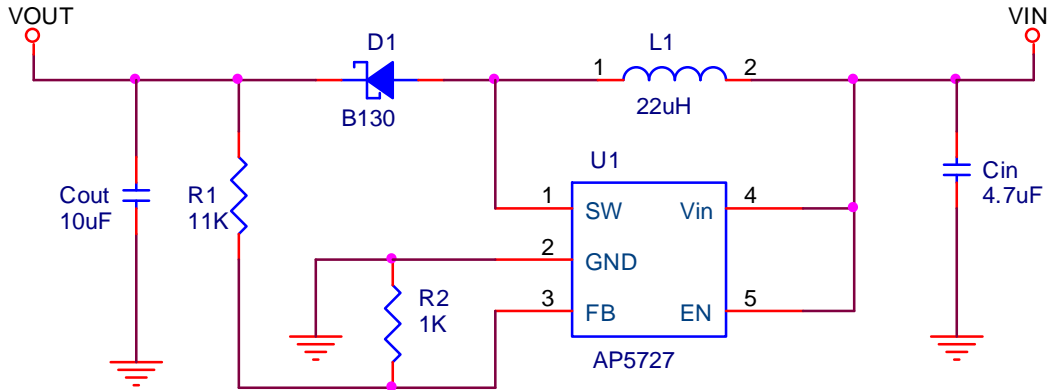 VOUT
VIN
D1
L1
1
2
B130
22uH
U1
Cout
10uF
R1
11K
1
SW
Vin
4
Cin
4.7uF
2
GND
R2
1K
3
FB
EN
5
AP5727